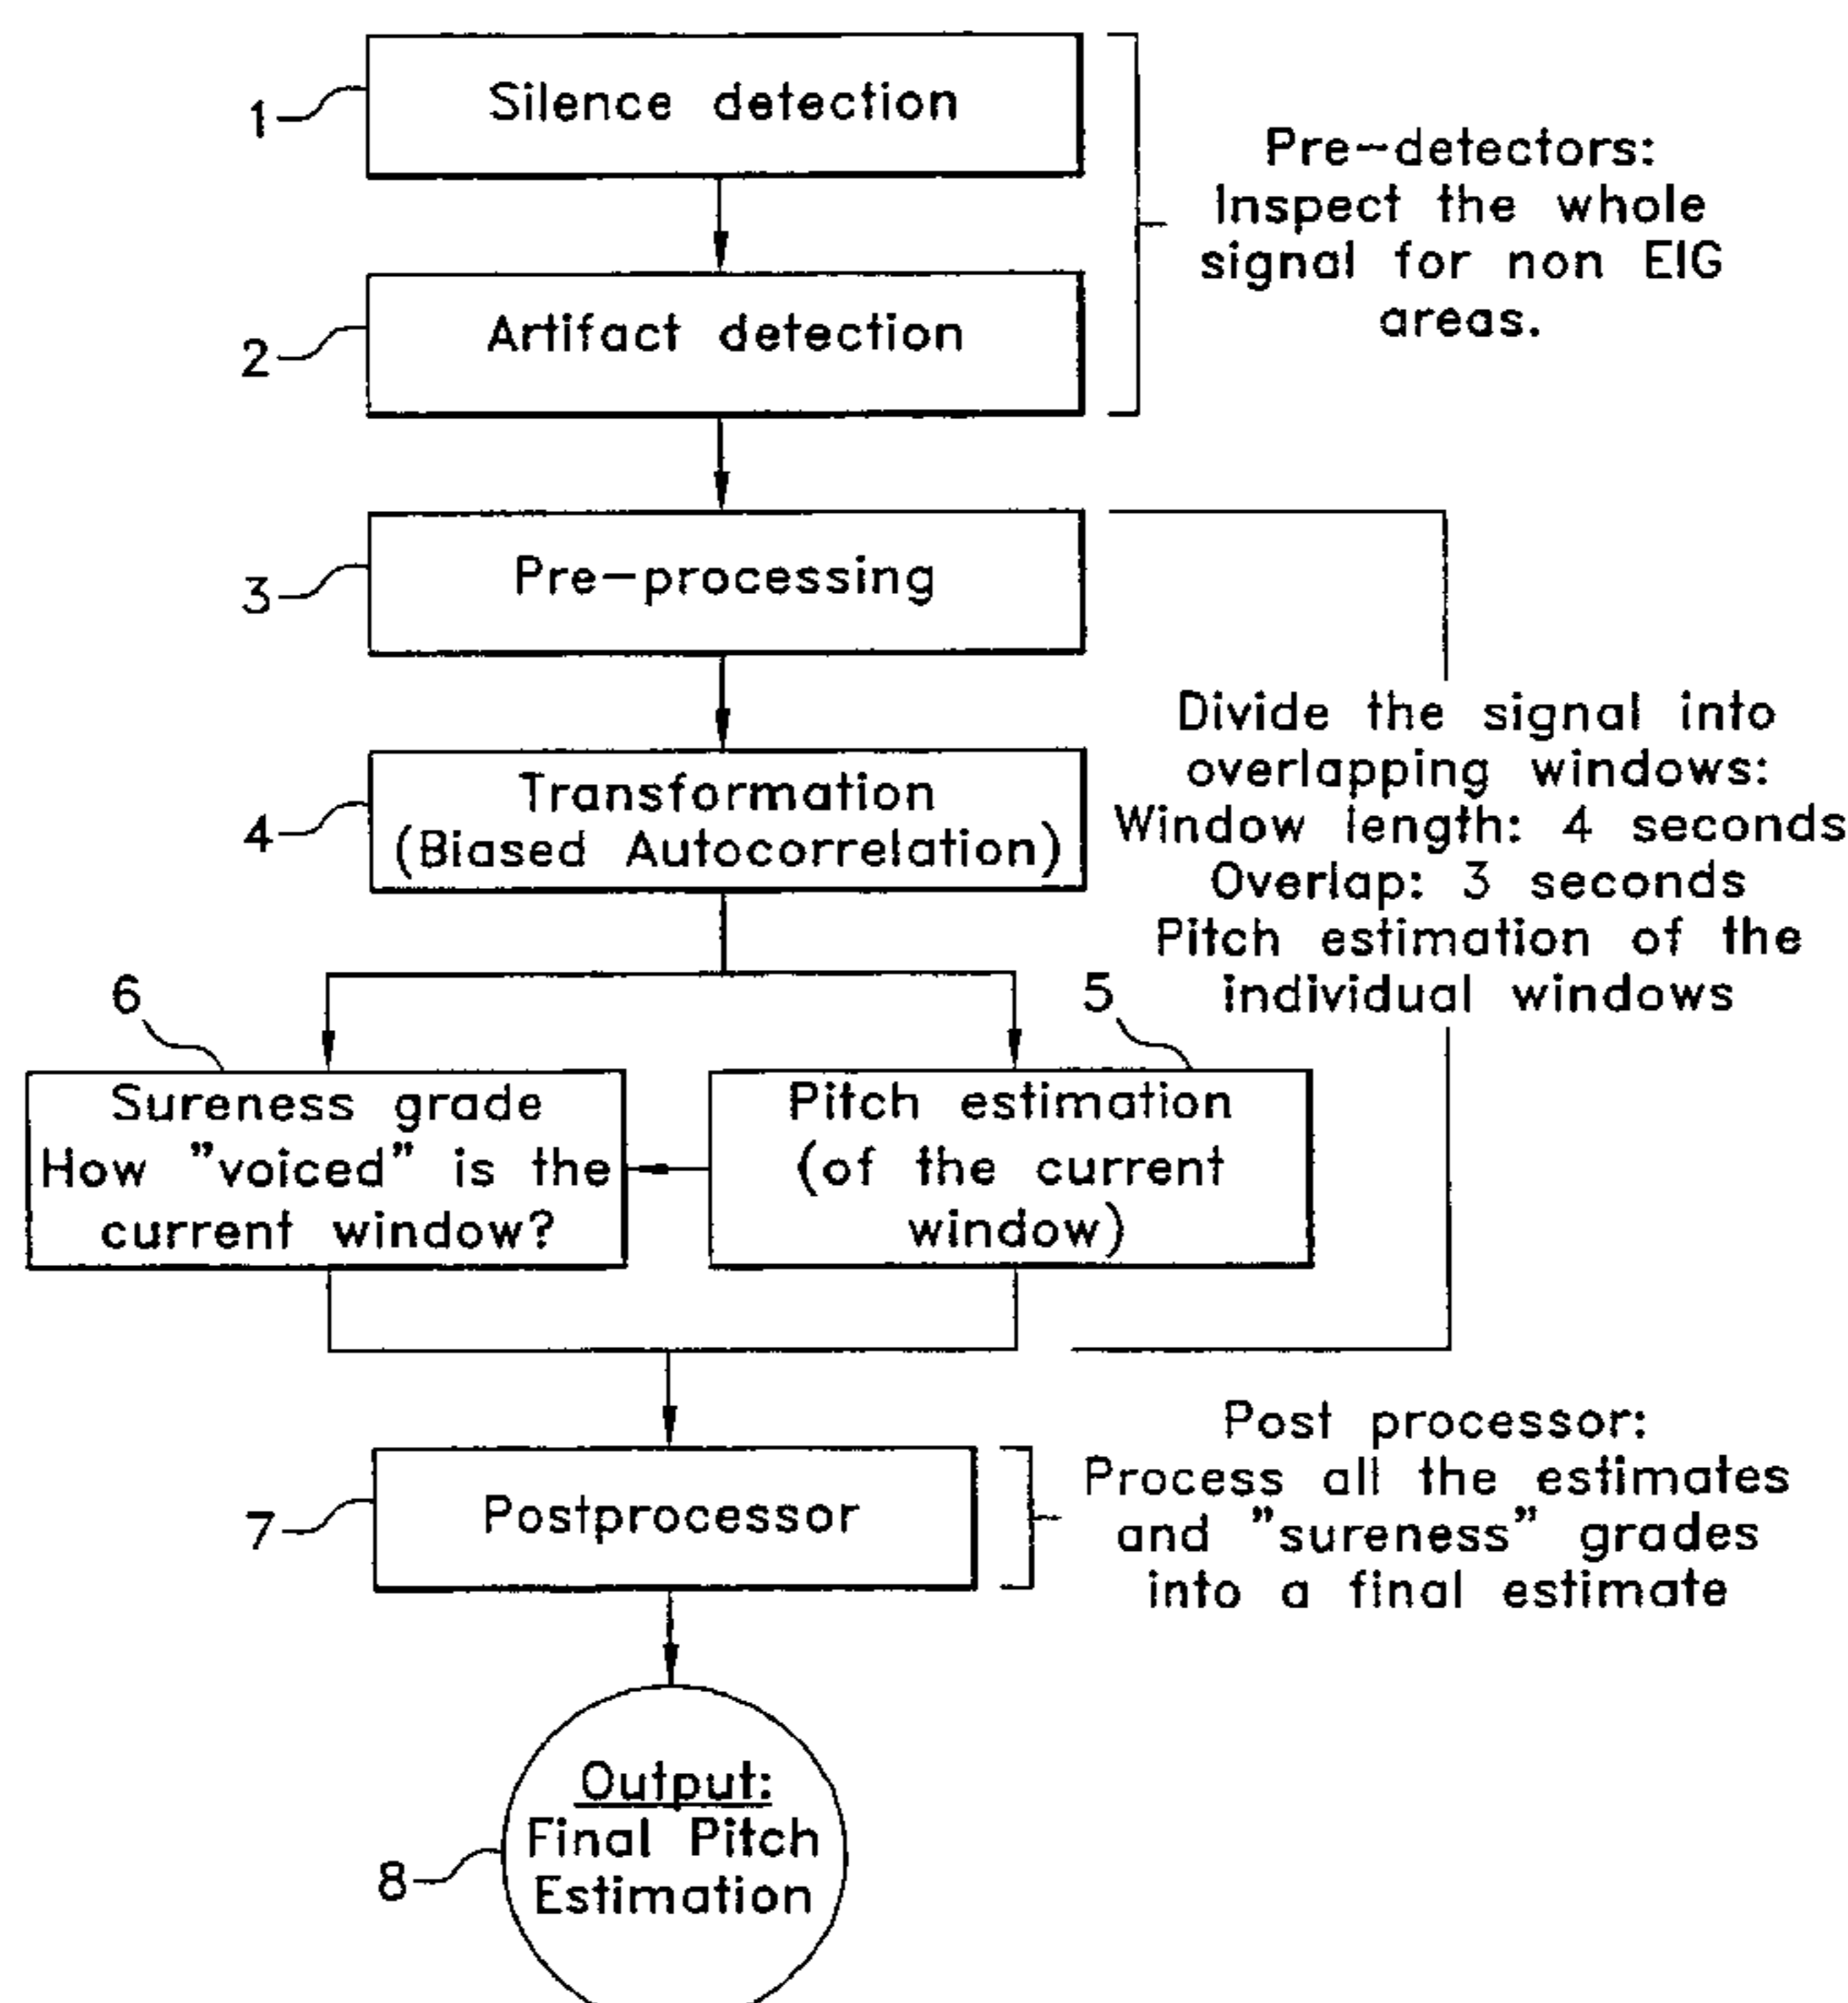 1
Silence detection
Pre-detectors:
Inspect the whole
signal for non EIG
areas.
2
Artifact detection
3
Pre-processing
4
Transformation
(Biased Autocorrelation)
Divide the signal into
overlapping windows:
Window length: 4 seconds
Overlap: 3 seconds
Pitch estimation of the
individual windows
6
Sureness grade
How "voiced" is the
current window?
5
Pitch estimation
(of the current
window)
7
Postprocessor
Post processor:
Process all the estimates
and "sureness" grades
into a final estimate
8
Output:
Final Pitch
Estimation